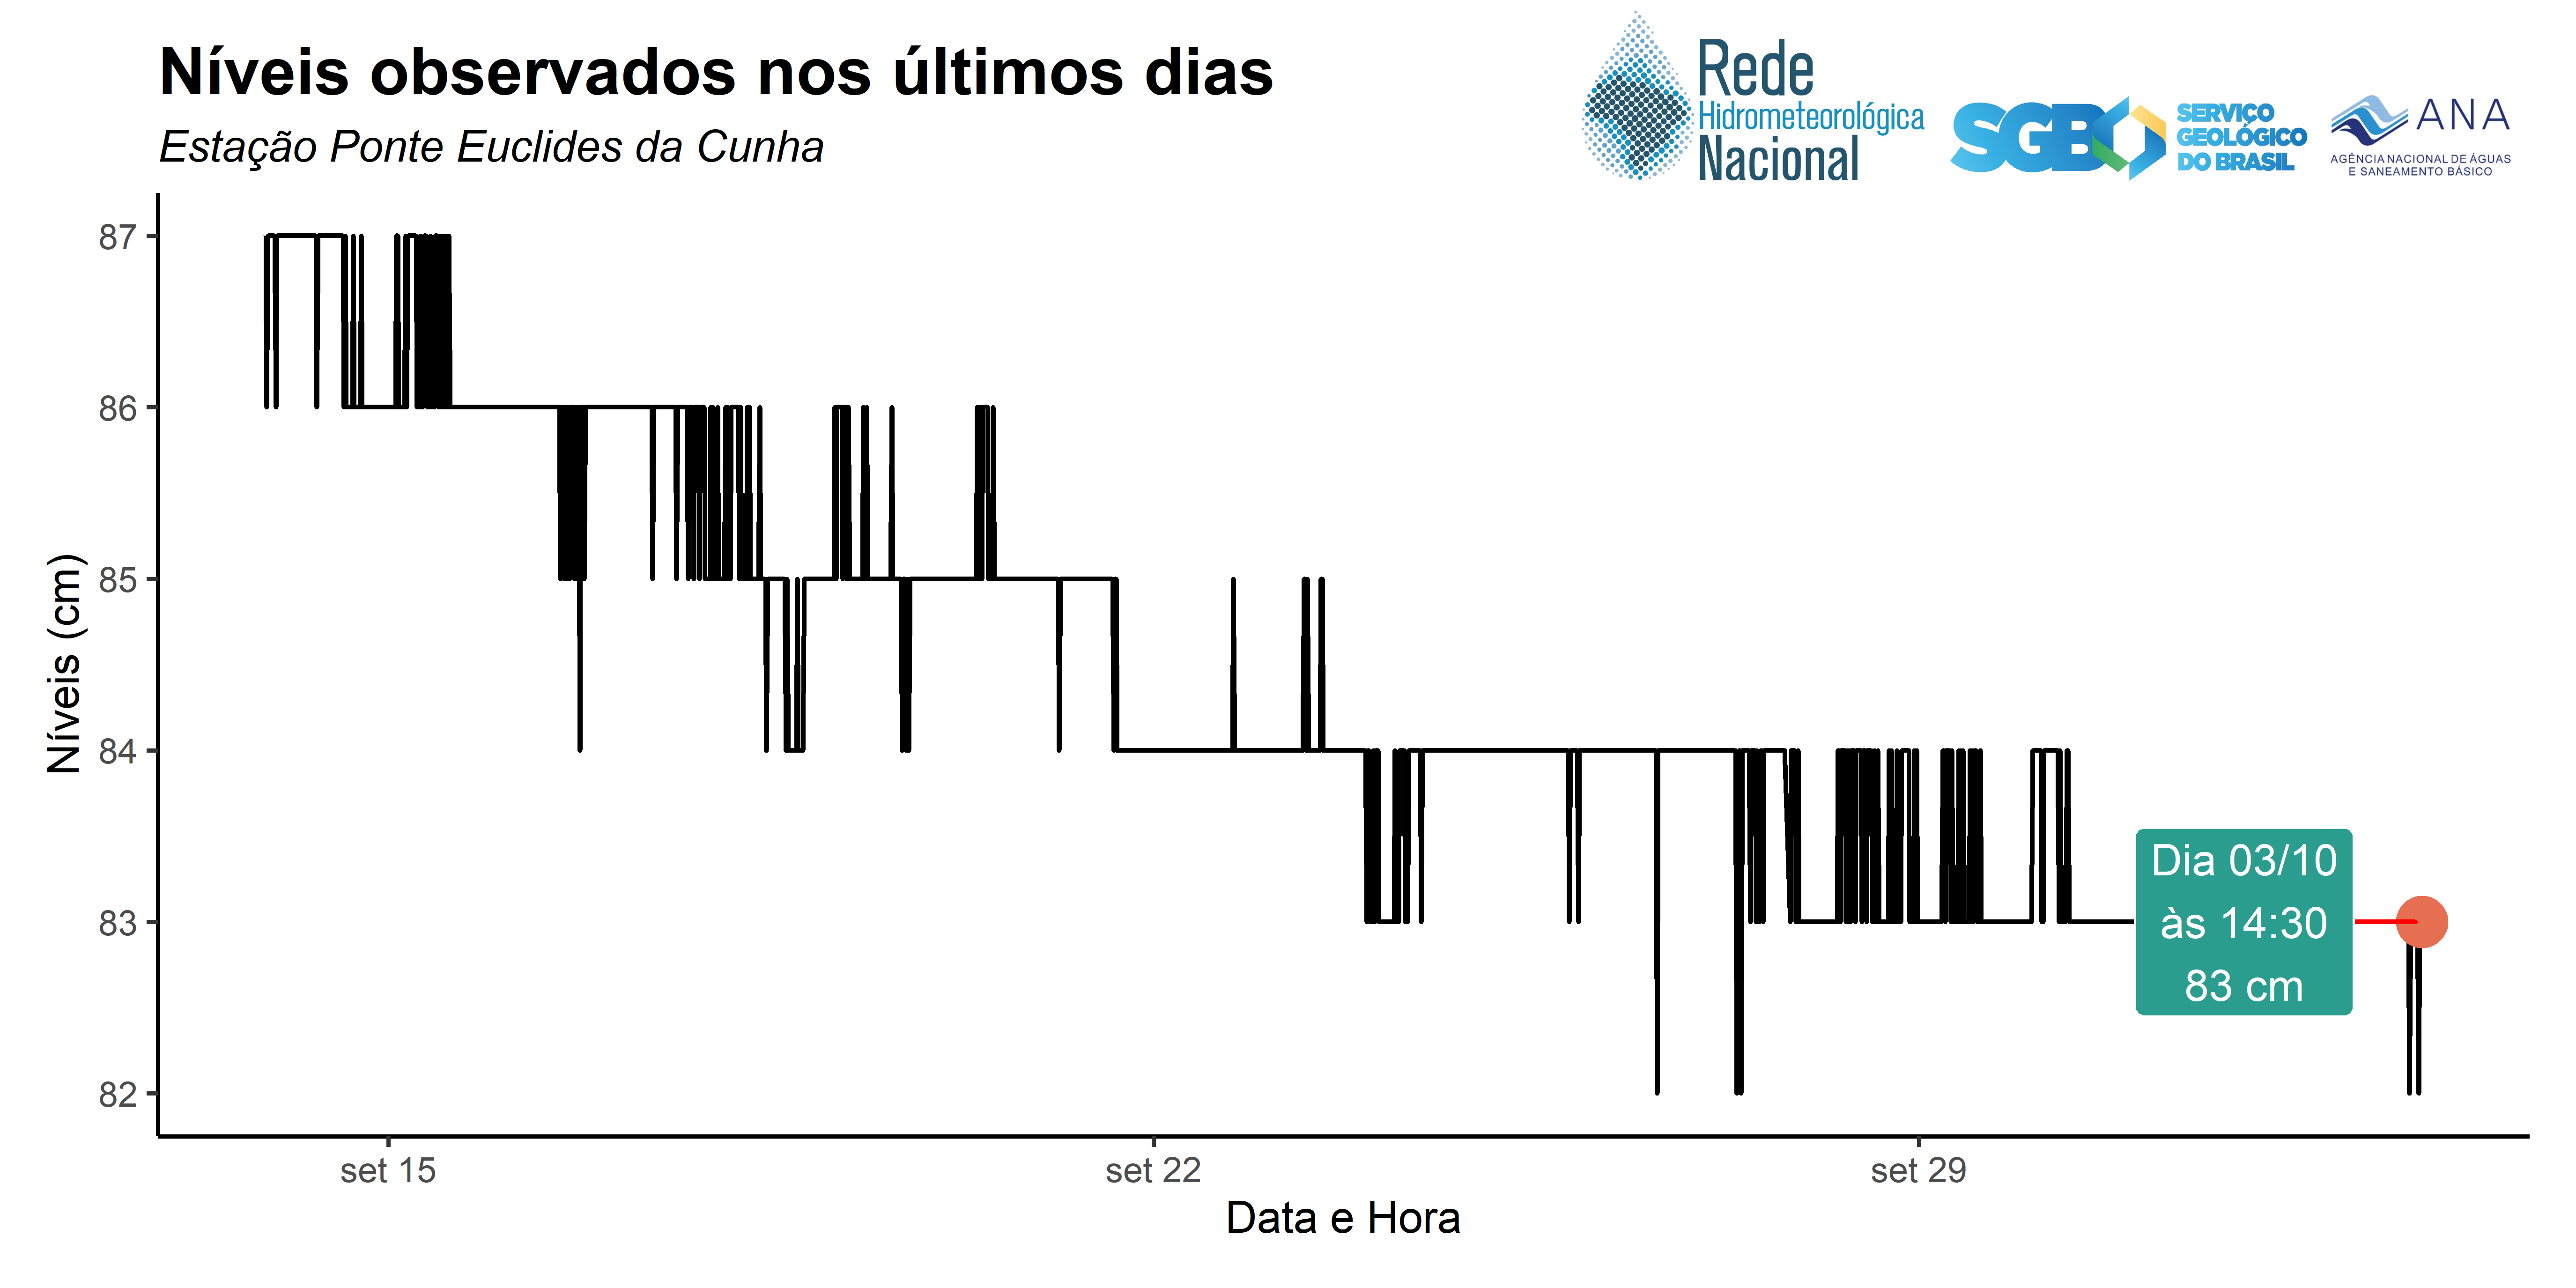 Níveis observados nos últimos dias
Estação Ponte Euclides da Cunha
Rede
Hidrometeorológica
Nacional
SGB
SERVIÇO
GEOLÓGICO
DO BRASIL
ANA
AGÊNCIA NACIONAL DE ÁGUAS
E SANEAMENTO BÁSICO
Níveis (cm)
87
86
85
84
83
82
Dia 03/10
às 14:30
83 cm
set 15
set 22
set 29
Data e Hora